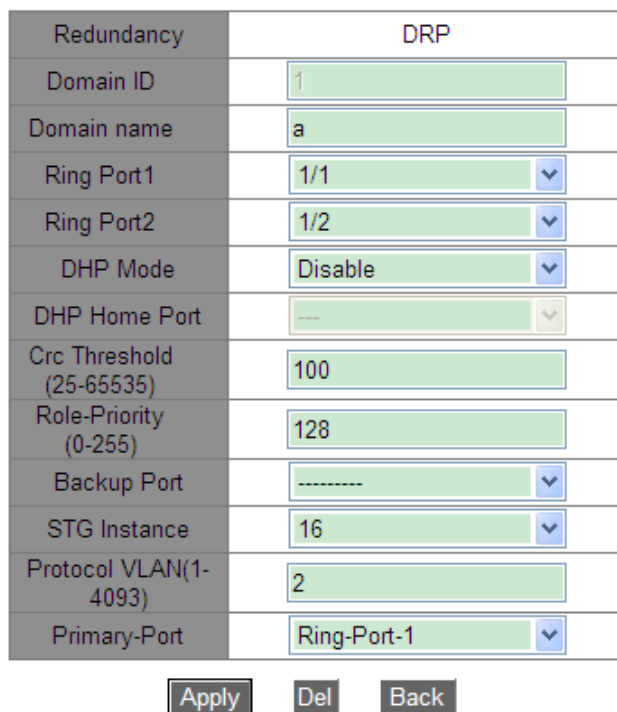 Redundancy DRP
Domain ID 1
Domain name a
Ring Port1 1/1
Ring Port2 1/2
DHP Mode Disable
DHP Home Port ---
Crc Threshold
(25-65535) 100
Role-Priority
(0-255) 128
Backup Port ---------
STG Instance 16
Protocol VLAN(1-
4093) 2
Primary-Port Ring-Port-1
Apply Del Back